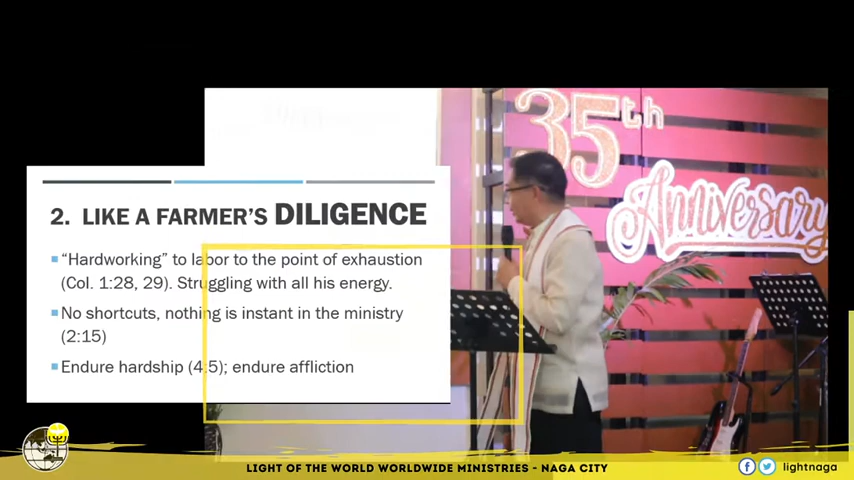 35th
Anniversary
2. LIKE A FARMER'S DILIGENCE
“Hardworking” to labor to the point of exhaustion
(Col. 1:28, 29). Struggling with all his energy.
No shortcuts, nothing is instant in the ministry
(2:15)
Endure hardship (4:5); endure affliction
LIGHT OF THE WORLD WORLDWIDE MINISTRIES - NAGA CITY
lightnaga